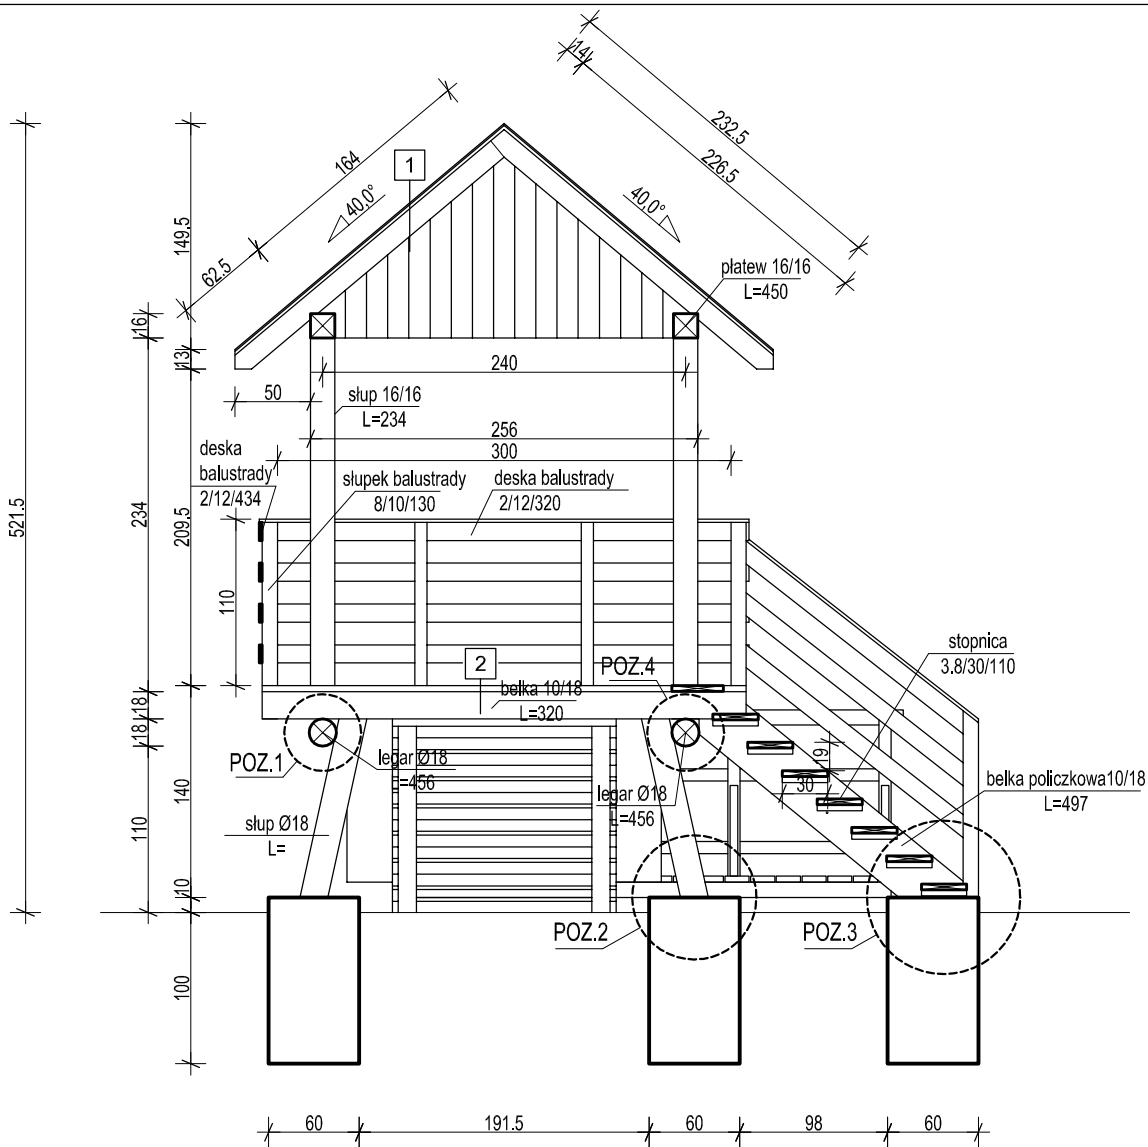 14
232.5
226.5
164
1
40,0°
40,0°
62.5
149.5
płatew 16/16
L=450
16
13
240
50
słup 16/16
L=234
256
300
deska
balustrady
2/12/434
słupek balustrady
8/10/130
deska balustrady
2/12/320
521.5
234
209.5
110
stopnica
3.8/30/110
2
POZ.4
belka 10/18
L=320
18
18
19
POZ.1
legar Ø18
L=456
30
belka policzkowa10/18
L=497
140
110
legar Ø18
L=456
słup Ø18
L=
10
POZ.2
POZ.3
100
60
191.5
60
98
60